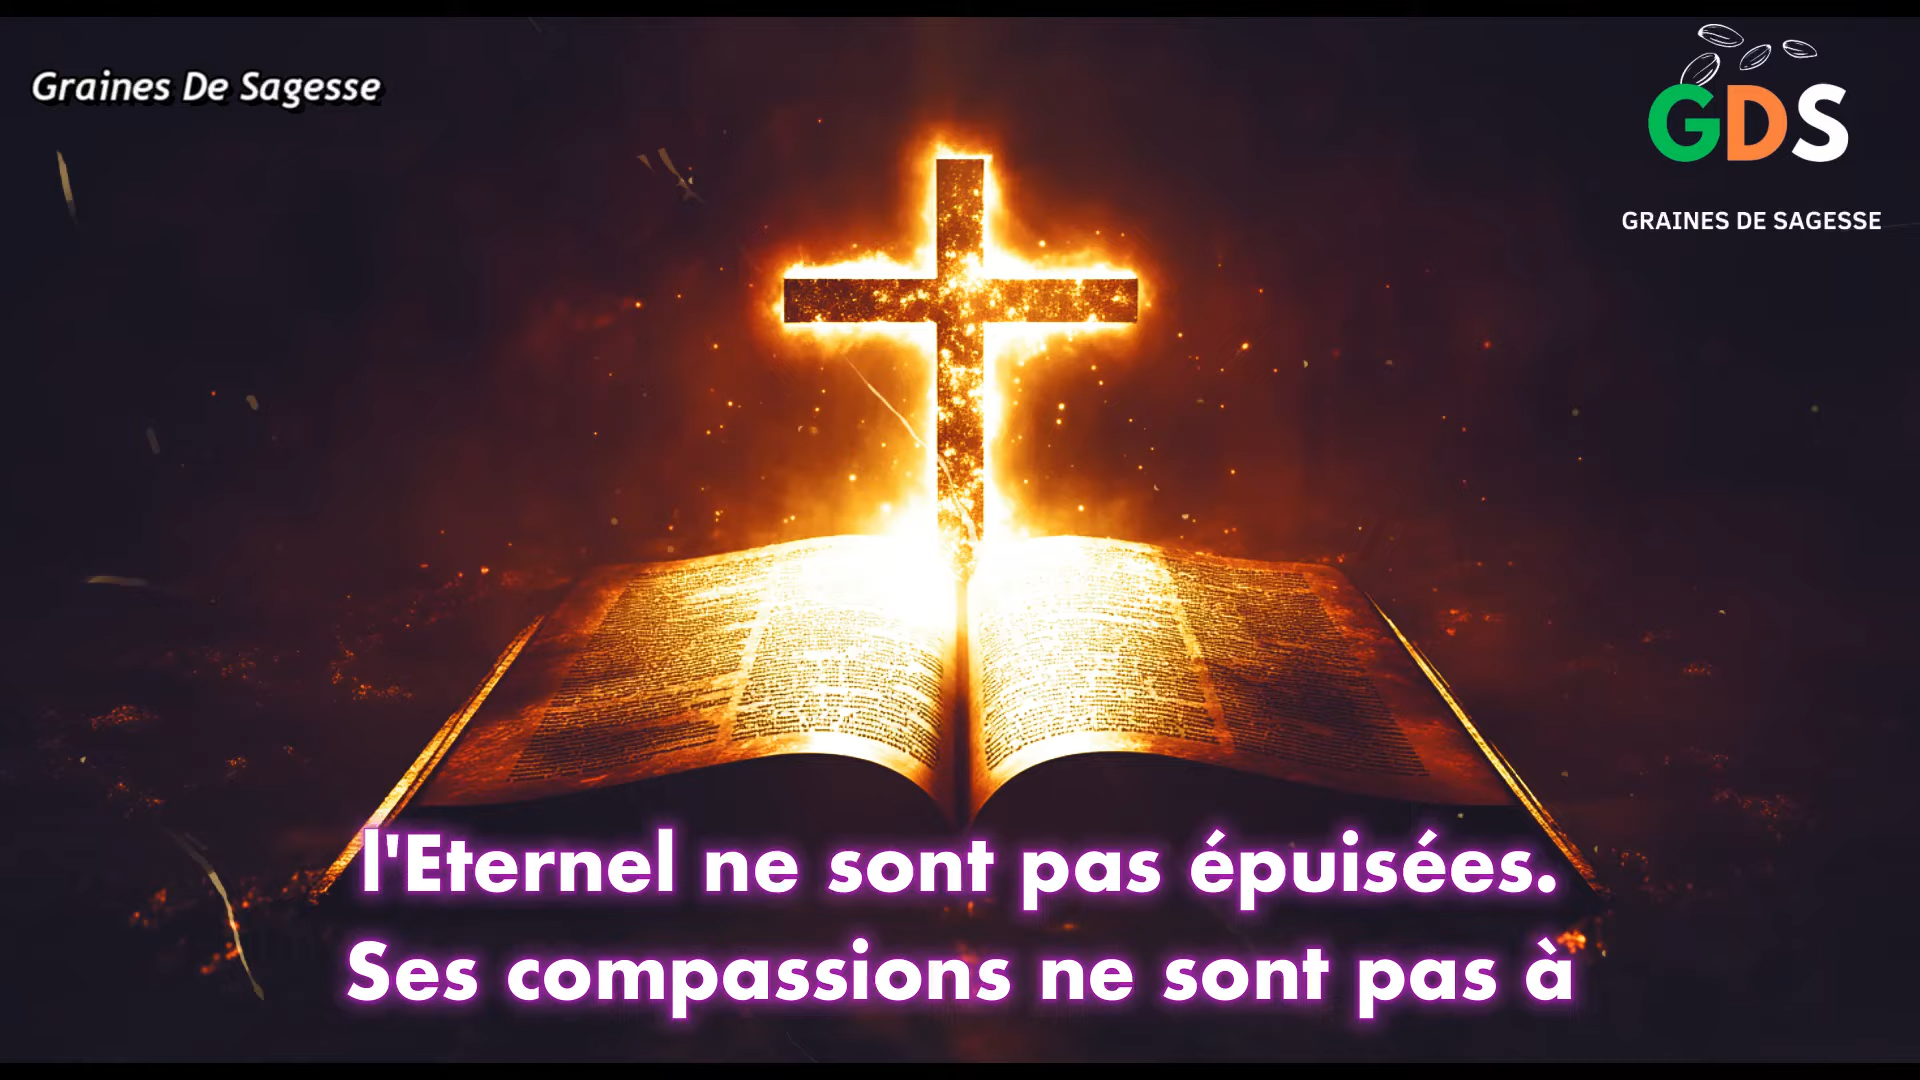 Graines De Sagesse
GDS
GRAINES DE SAGESSE
l'Eternel ne sont pas épuisées.
Ses compassions ne sont pas à